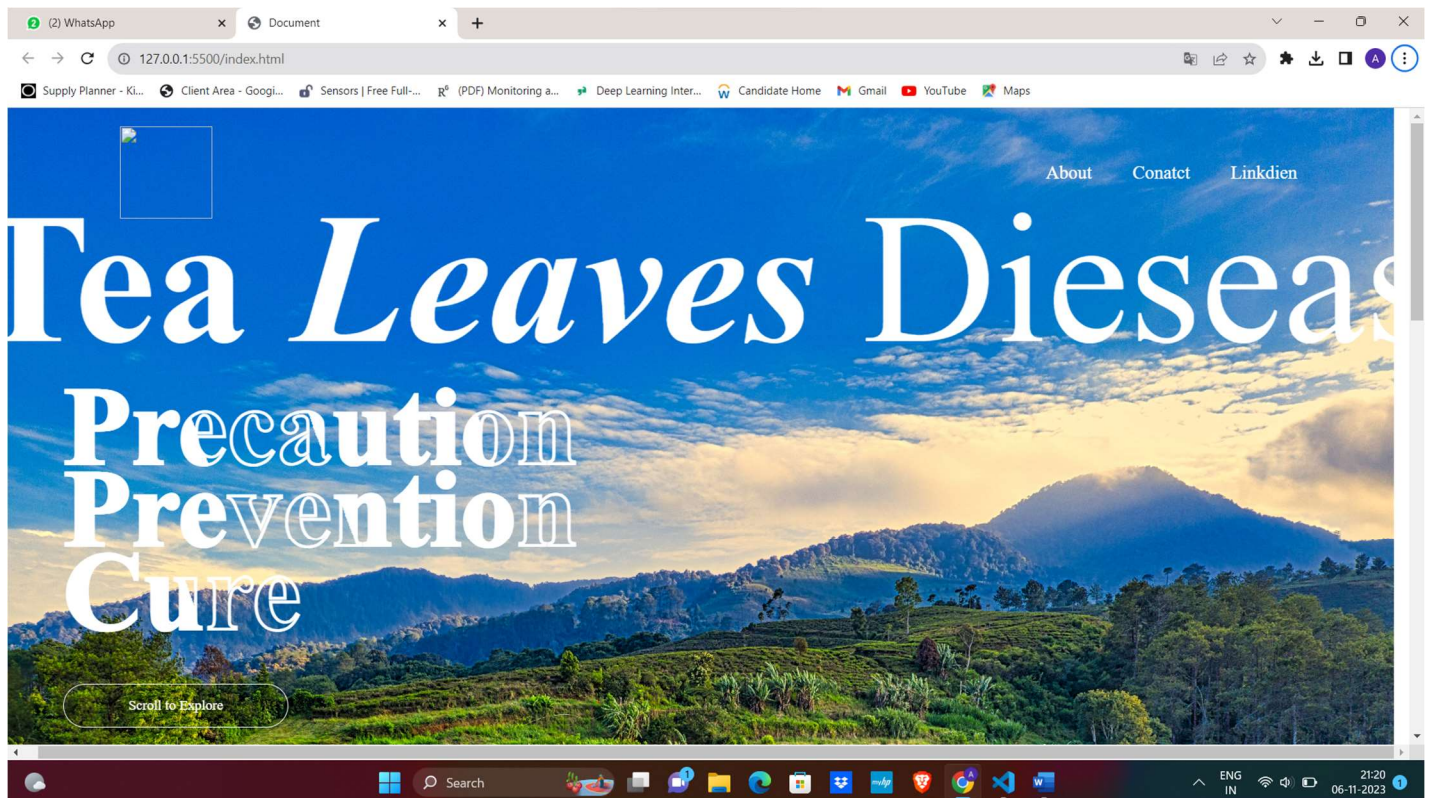 (2) WhatsApp
Document
127.0.0.1:5500/index.html
Supply Planner - Ki... Client Area - Googi... Sensors | Free Full-... R⁶ (PDF) Monitoring a... Deep Learning Inter... Candidate Home Gmail YouTube Maps
About Conatct Linkdien
Tea Leaves Dieseas
Precaution
Prevention
Cure
Scroll to Explore
Search
ENG
IN
21:20
06-11-2023